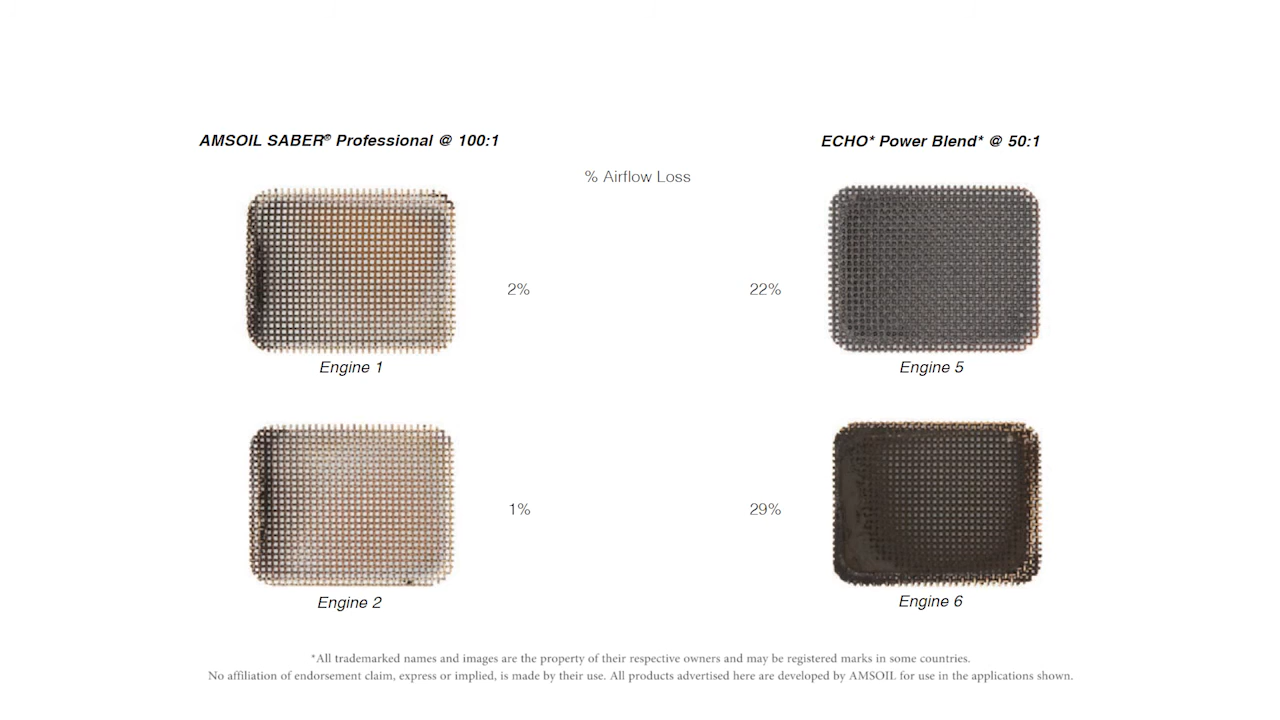 AMSOIL SABER® Professional @ 100:1
ECHO* Power Blend* @ 50:1
% Airflow Loss
2%
22%
Engine 1
Engine 5
1%
29%
Engine 2
Engine 6
*All trademarked names and images are the property of their respective owners and may be registered marks in some countries.
No affiliation of endorsement claim, express or implied, is made by their use. All products advertised here are developed by AMSOIL for use in the applications shown.